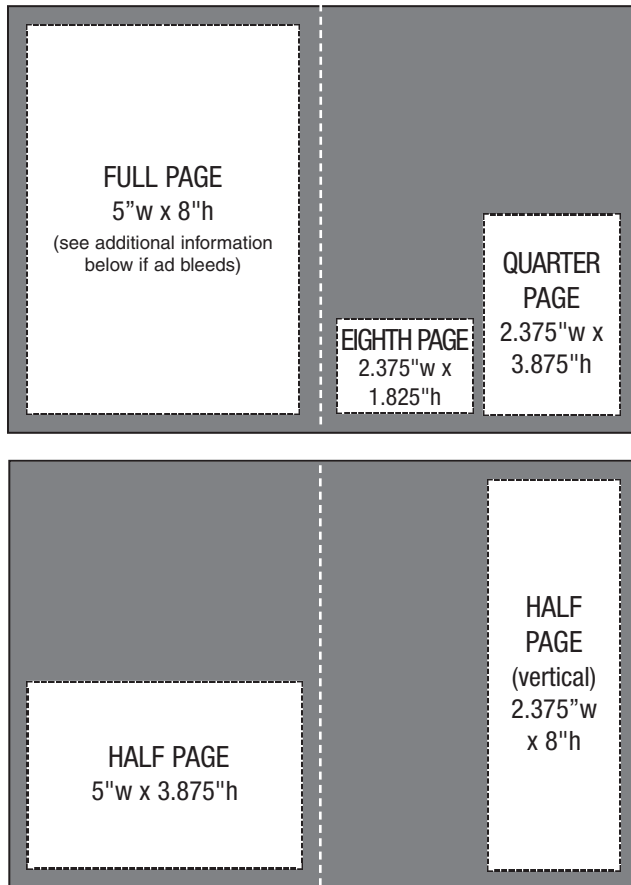 FULL PAGE
5”w x 8"h
(see additional information
below if ad bleeds)
EIGHTH PAGE
2.375"w x
1.825"h
QUARTER
PAGE
2.375"w x
3.875"h
HALF PAGE
5"w x 3.875"h
HALF
PAGE
(vertical)
2.375”w
x 8"h